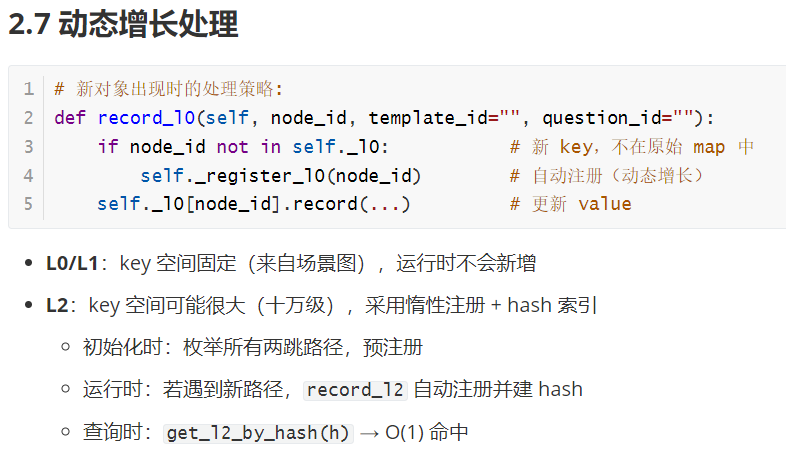 2.7 动态增长处理
1 # 新对象出现时的处理策略:
2 def record_l0(self, node_id, template_id="", question_id=""):
3     if node_id not in self._l0:          # 新 key，不在原始 map 中
4         self._register_l0(node_id)       # 自动注册（动态增长）
5     self._l0[node_id].record(...)        # 更新 value
• L0/L1：key 空间固定（来自场景图），运行时不会新增
• L2：key 空间可能很大（十万级），采用惰性注册 + hash 索引
◦ 初始化时：枚举所有两跳路径，预注册
◦ 运行时：若遇到新路径，record_l2 自动注册并建 hash
◦ 查询时：get_l2_by_hash(h) → O(1) 命中